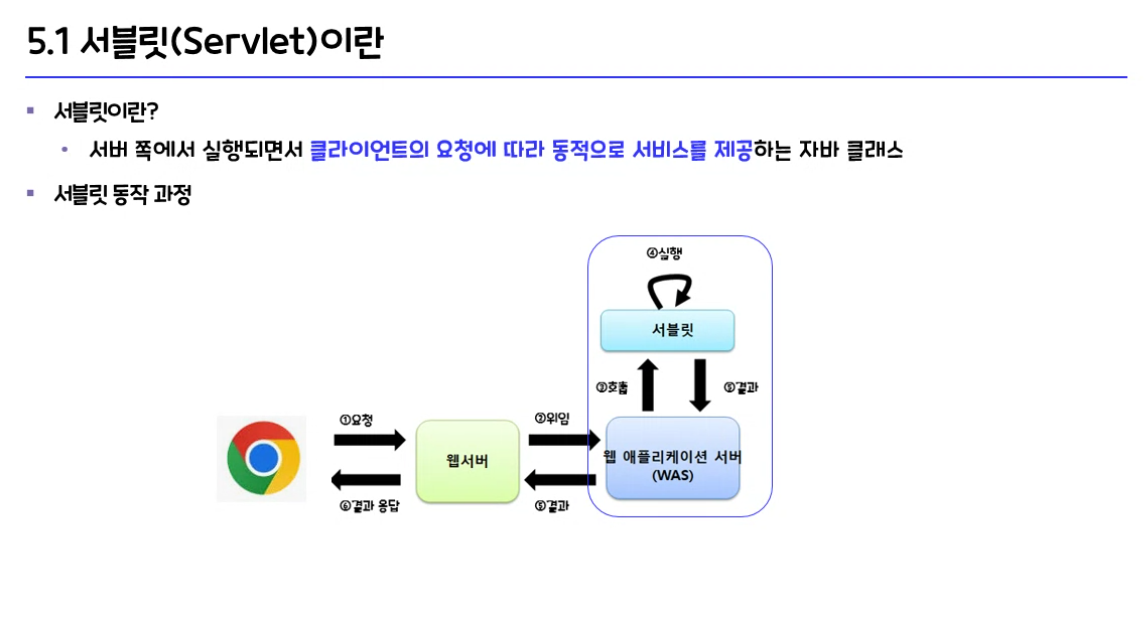 5.1 서블릿(Servlet)이란
▪ 서블릿이란?
• 서버 쪽에서 실행되면서 클라이언트의 요청에 따라 동적으로 서비스를 제공하는 자바 클래스
▪ 서블릿 동작 과정
④실행
서블릿
③호출
⑤결과
①요청
②위임
웹서버
웹 애플리케이션 서버
(WAS)
⑥결과 응답
⑤결과